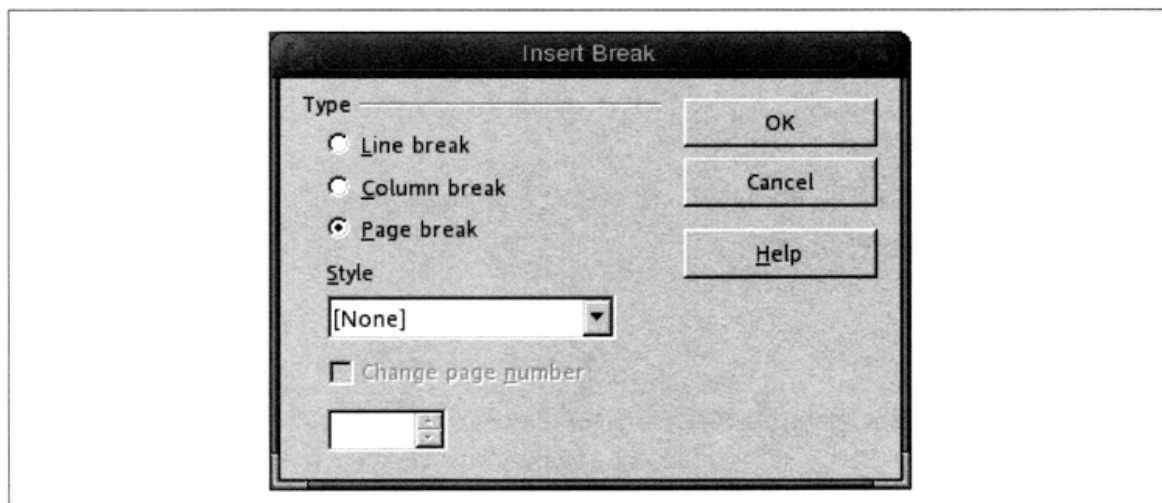 Insert Break
Type
Line break
Column break
Page break
Style
[None]
Change page number
OK
Cancel
Help